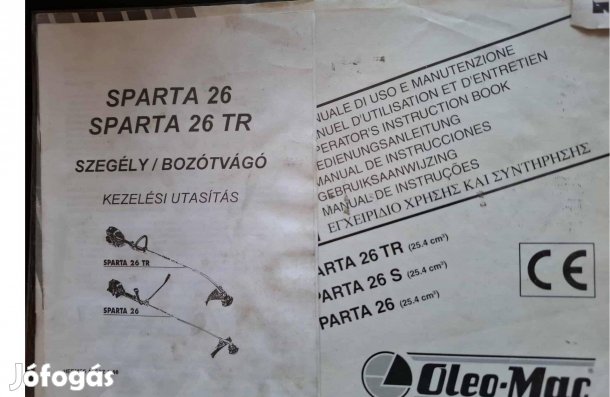 SPARTA 26
SPARTA 26 TR
SZEGÉLY / BOZÓTVÁGÓ
KEZELÉSI UTASÍTÁS
SPARTA 26 TR
SPARTA 26
NUALE DI USO E MANUTENZIONE
NUEL D'UTILISATION ET D'ENTRETIEN
PERATOR'S INSTRUCTION BOOK
BEDIENUNGSANLEITUNG
MANUAL DE INSTRUCCIONES
GEBRUIKSAANWIJZING
MANUAL DE INSTRUÇÕES
ΕΓΧΕΙΡΙΔΙΟ ΧΡΗΣΗΣ ΚΑΙ ΣΥΝΤΗΡΗΣΗΣ
ARTA 26 TR (25.4 cm³)
PARTA 26 S (25.4 cm³)
PARTA 26 (25.4 cm³)
CE
Oleo-Mac
Jófogás